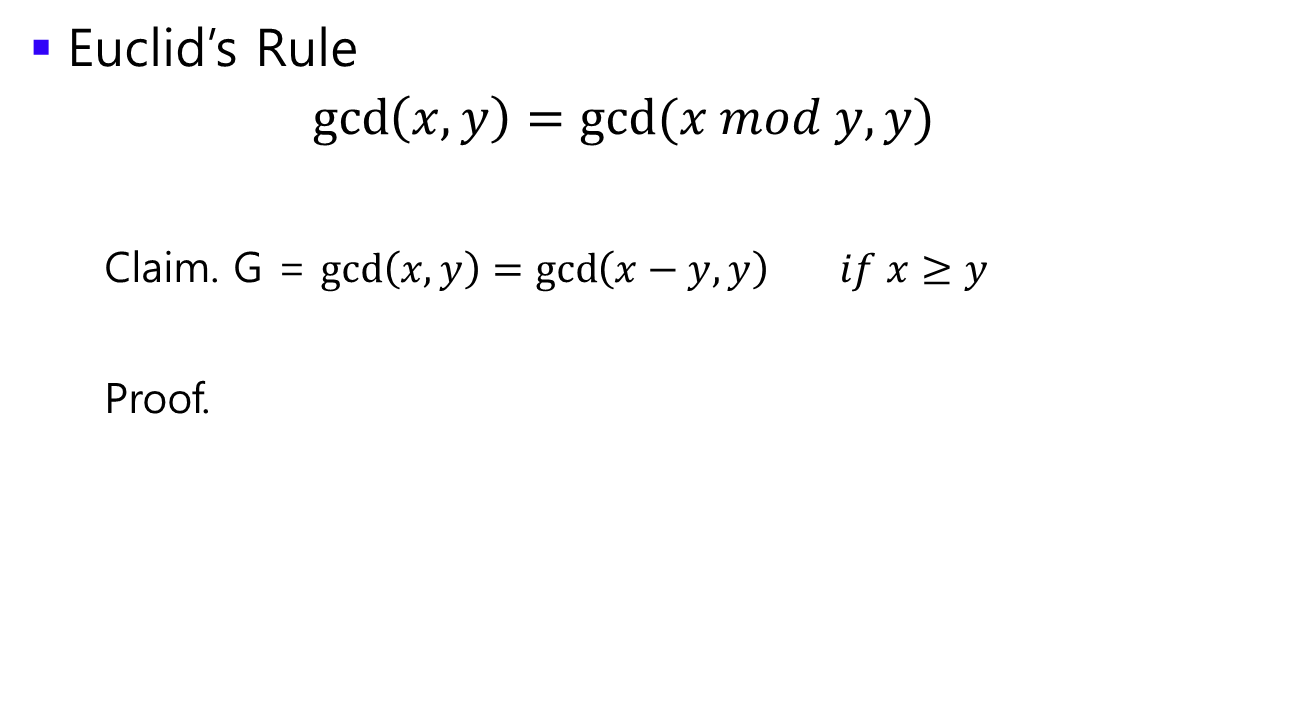 ▪ Euclid’s Rule
gcd(x, y) = gcd(x mod y, y)
Claim. G = gcd(x, y) = gcd(x − y, y) if x ≥ y
Proof.